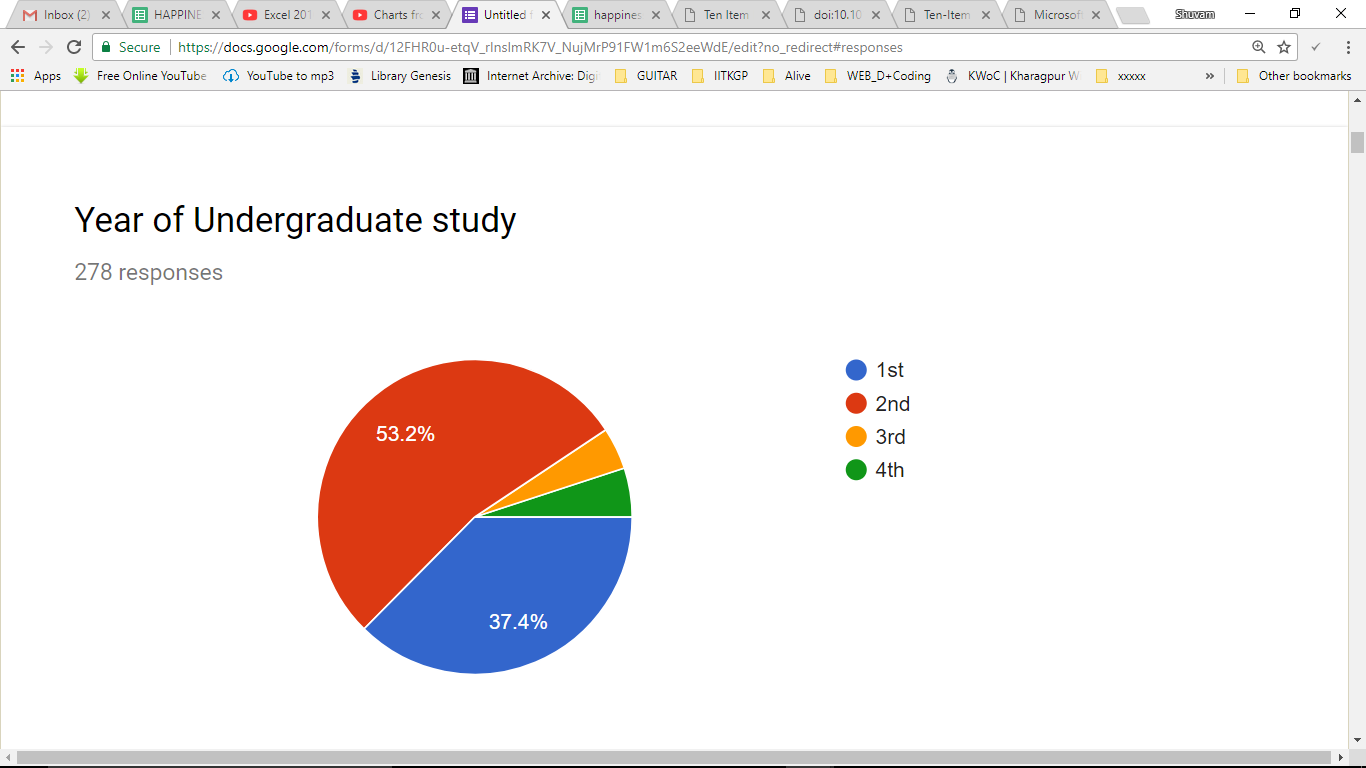 Inbox (2)
HAPPINE
Excel 201
Charts fro
Untitled f
happines
Ten Item
doi:10.10
Ten-Item
Microsoft
Shuvam
Secure
https://docs.google.com/forms/d/12FHR0u-etqV_rlnslmRK7V_NujMrP91FW1m6S2eeWdE/edit?no_redirect#responses
Apps
Free Online YouTube
YouTube to mp3
Library Genesis
Internet Archive: Digi
GUITAR
IITKGP
Alive
WEB_D+Coding
KWoC | Kharagpur W
xxxxx
»
Other bookmarks
Year of Undergraduate study
278 responses
53.2%
37.4%
1st
2nd
3rd
4th